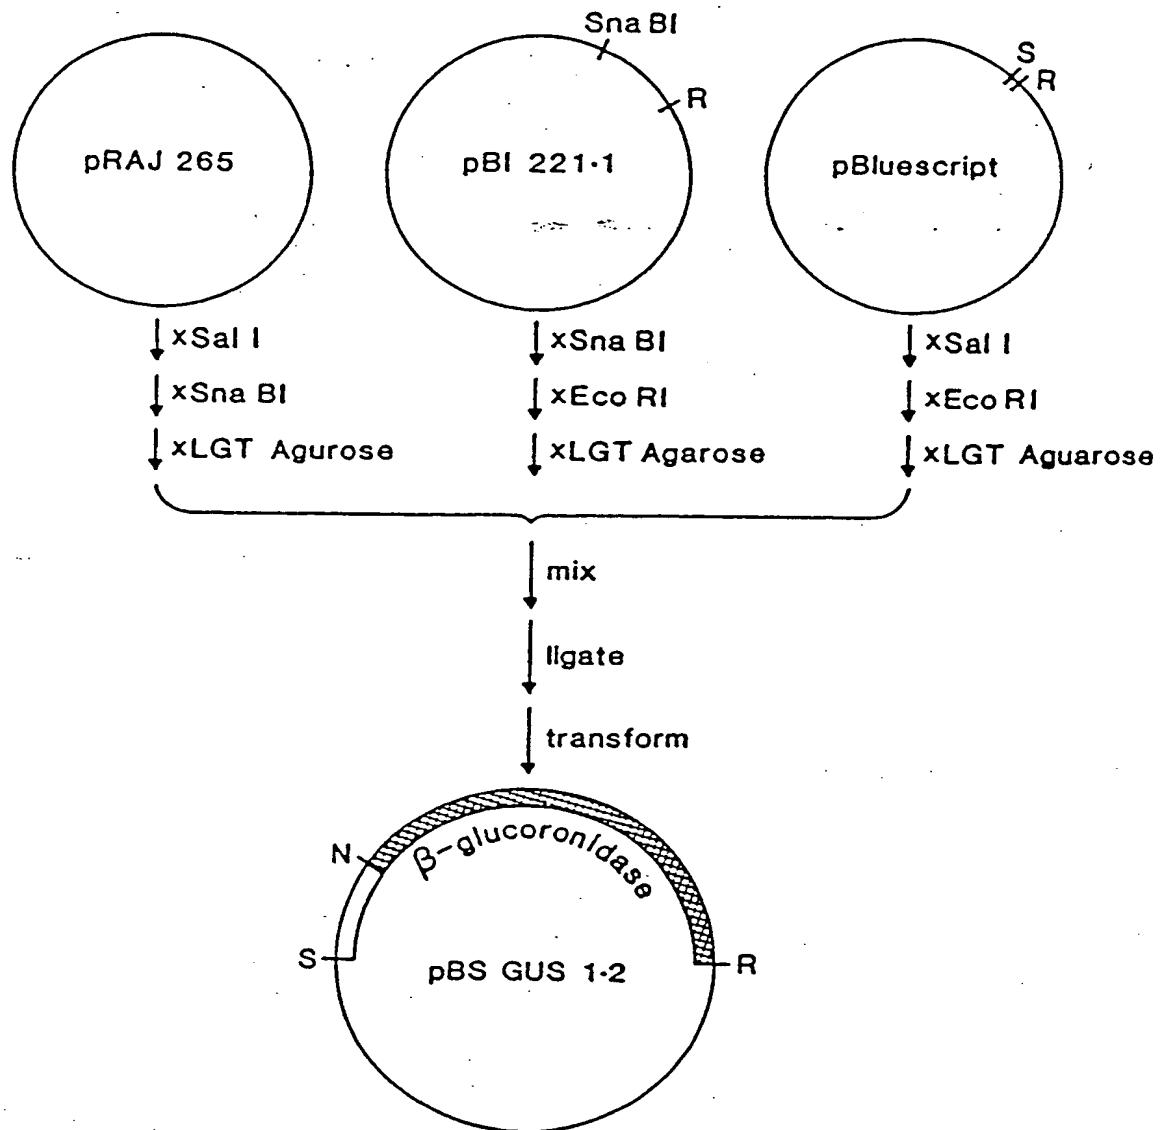 Sna BI
S
R
R
pRAJ 265
pBI 221·1
pBluescript
xSal I
xSna BI
xSal I
xSna BI
xEco RI
xEco RI
xLGT Agurose
xLGT Agarose
xLGT Aguarose
mix
ligate
transform
N
β-glucoronidase
S
pBS GUS 1·2
R